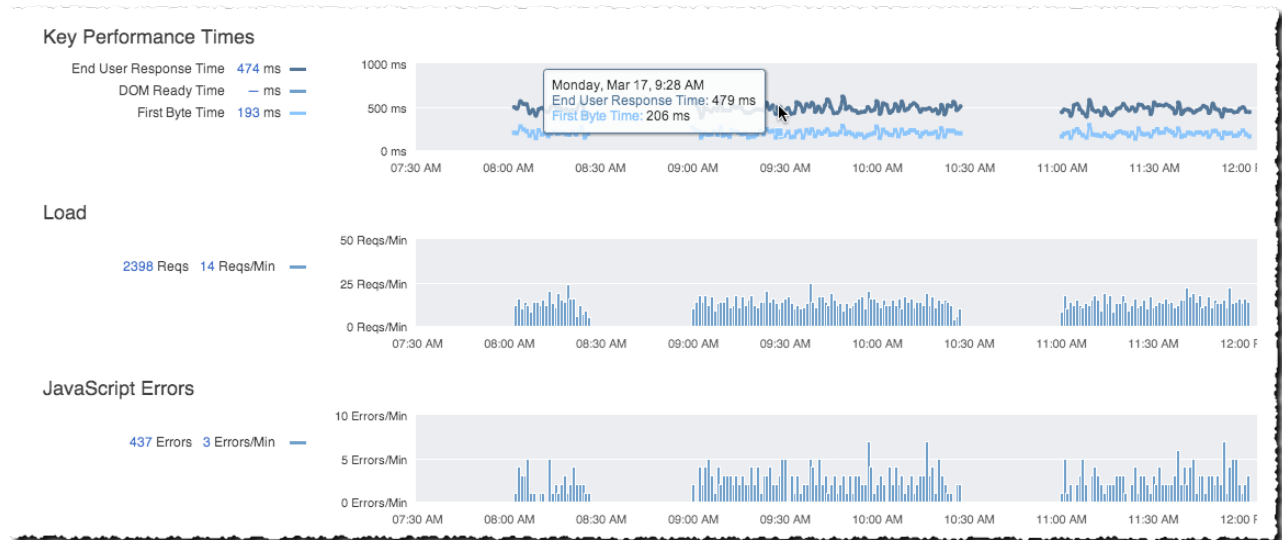 Key Performance Times
End User Response Time 474 ms
DOM Ready Time – ms
First Byte Time 193 ms
1000 ms
500 ms
0 ms
Monday, Mar 17, 9:28 AM
End User Response Time: 479 ms
First Byte Time: 206 ms
07:30 AM 08:00 AM 08:30 AM 09:00 AM 09:30 AM 10:00 AM 10:30 AM 11:00 AM 11:30 AM 12:00
Load
2398 Reqs 14 Reqs/Min
50 Reqs/Min
25 Reqs/Min
0 Reqs/Min
07:30 AM 08:00 AM 08:30 AM 09:00 AM 09:30 AM 10:00 AM 10:30 AM 11:00 AM 11:30 AM 12:00
JavaScript Errors
437 Errors 3 Errors/Min
10 Errors/Min
5 Errors/Min
0 Errors/Min
07:30 AM 08:00 AM 08:30 AM 09:00 AM 09:30 AM 10:00 AM 10:30 AM 11:00 AM 11:30 AM 12:00